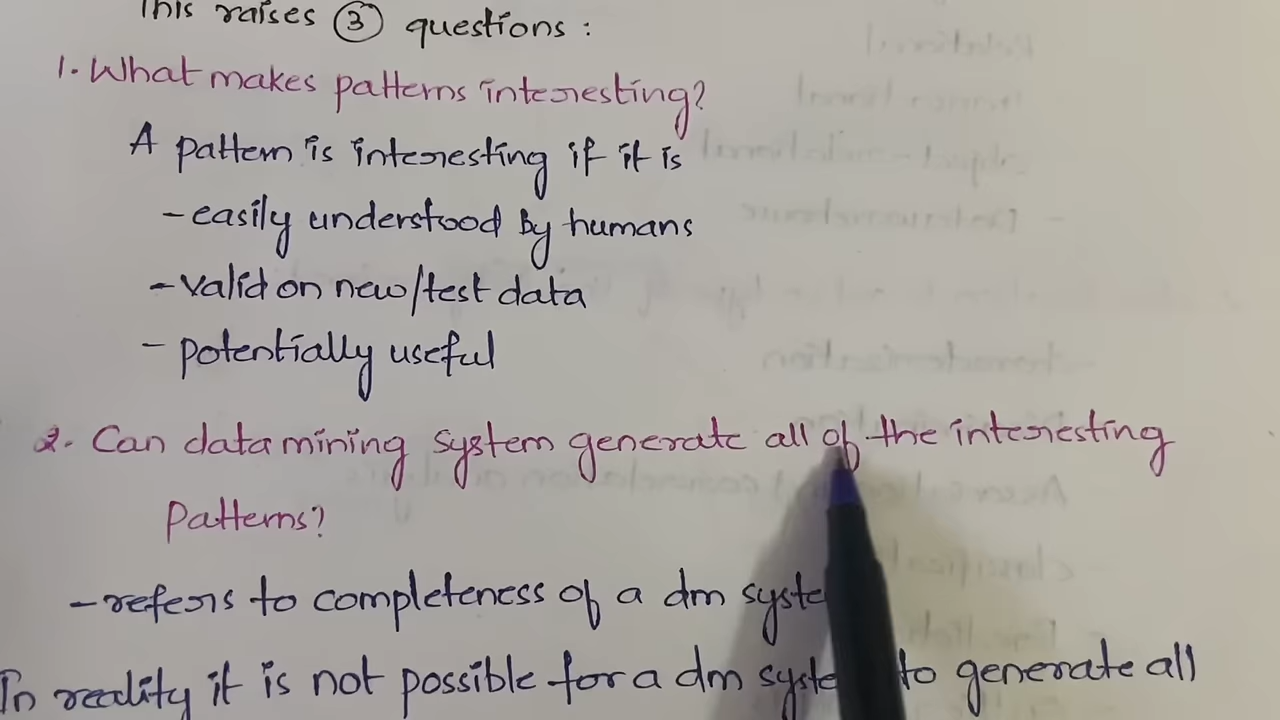 This raises 3 questions:
1. What makes patterns interesting?
A pattern is interesting if it is
- easily understood by humans
- valid on new/test data
- potentially useful
2. Can data mining system generate all of the interesting
patterns?
- refers to completeness of a dm syste
In reality it is not possible for a dm syste to generate all